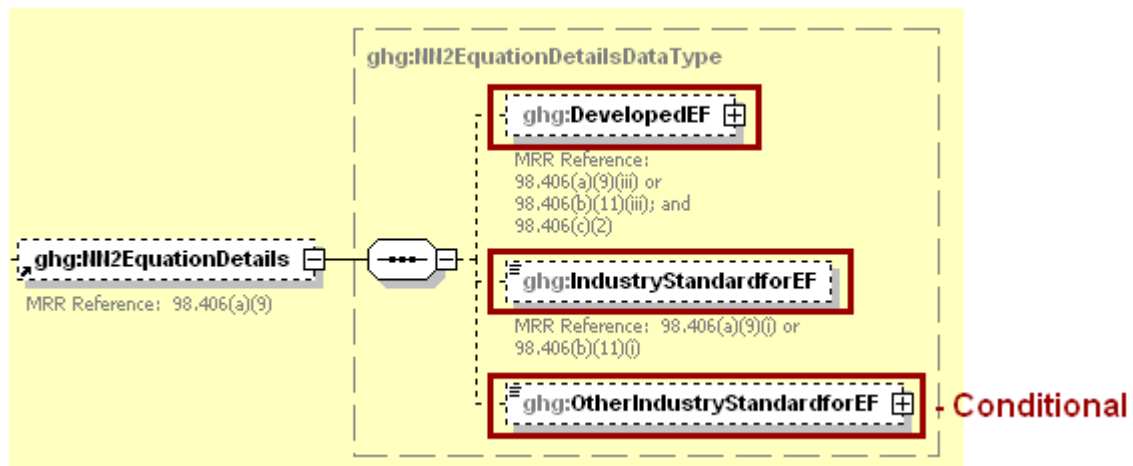 ghg:NN2EquationDetailsDataType
ghg:DevelopedEF
MRR Reference:
98.406(a)(9)(iii) or
98.406(b)(11)(iii); and
98.406(c)(2)
ghg:NN2EquationDetails
MRR Reference: 98.406(a)(9)
ghg:IndustryStandardforEF
MRR Reference: 98.406(a)(9)(i) or
98.406(b)(11)(i)
ghg:OtherIndustryStandardforEF
- Conditional